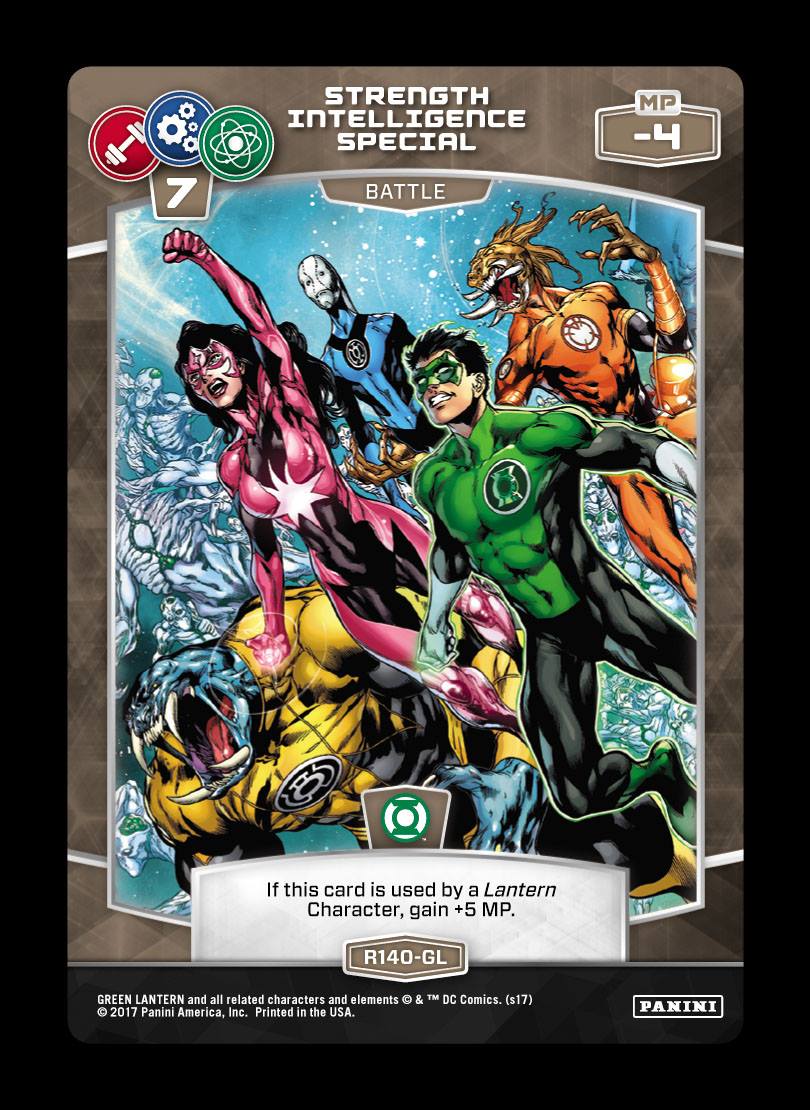 STRENGTH
INTELLIGENCE
SPECIAL
MP
-4
7
BATTLE
™
If this card is used by a Lantern
Character, gain +5 MP.
R140-GL
GREEN LANTERN and all related characters and elements © & ™ DC Comics. (s17)
© 2017 Panini America, Inc. Printed in the USA.
PANINI